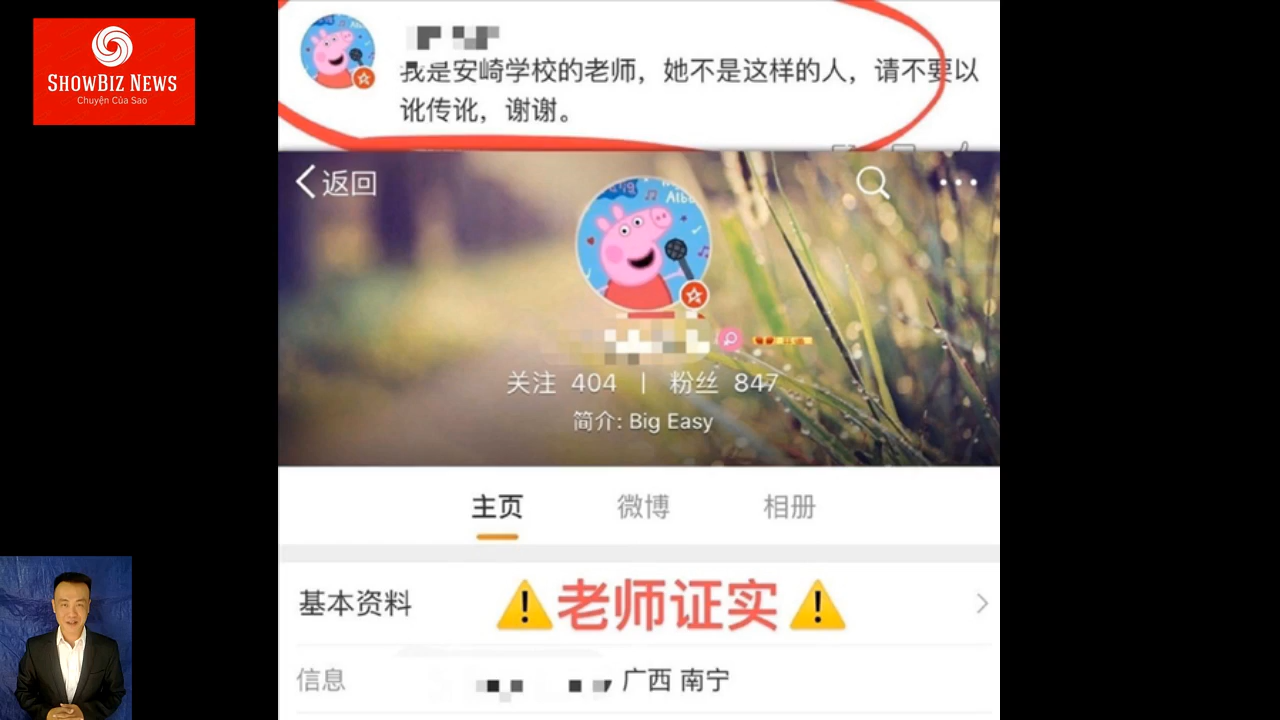 SHOWBIZ NEWS
Chuyện Của Sao
我是安崎学校的老师，她不是这样的人，请不要以
讹传讹，谢谢。
返回
关注 404 | 粉丝 847
简介: Big Easy
主页 微博 相册
基本资料 老师证实
信息 广西 南宁